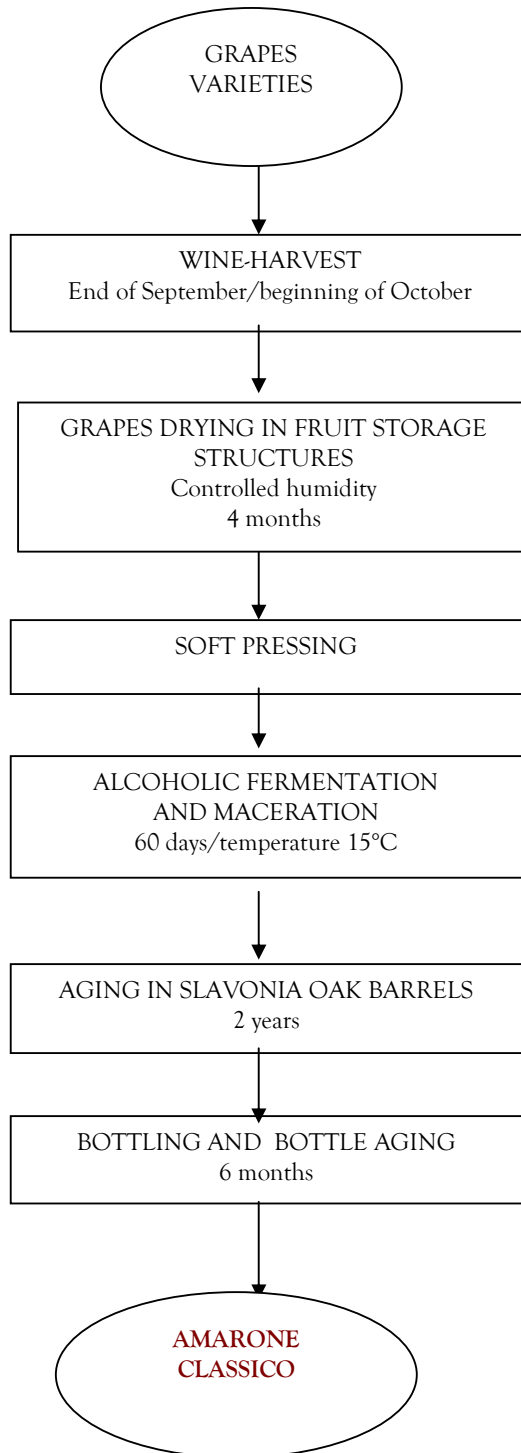 GRAPES
VARIETIES
WINE-HARVEST
End of September/beginning of October
GRAPES DRYING IN FRUIT STORAGE
STRUCTURES
Controlled humidity
4 months
SOFT PRESSING
ALCOHOLIC FERMENTATION
AND MACERATION
60 days/temperature 15°C
AGING IN SLAVONIA OAK BARRELS
2 years
BOTTLING AND BOTTLE AGING
6 months
AMARONE
CLASSICO